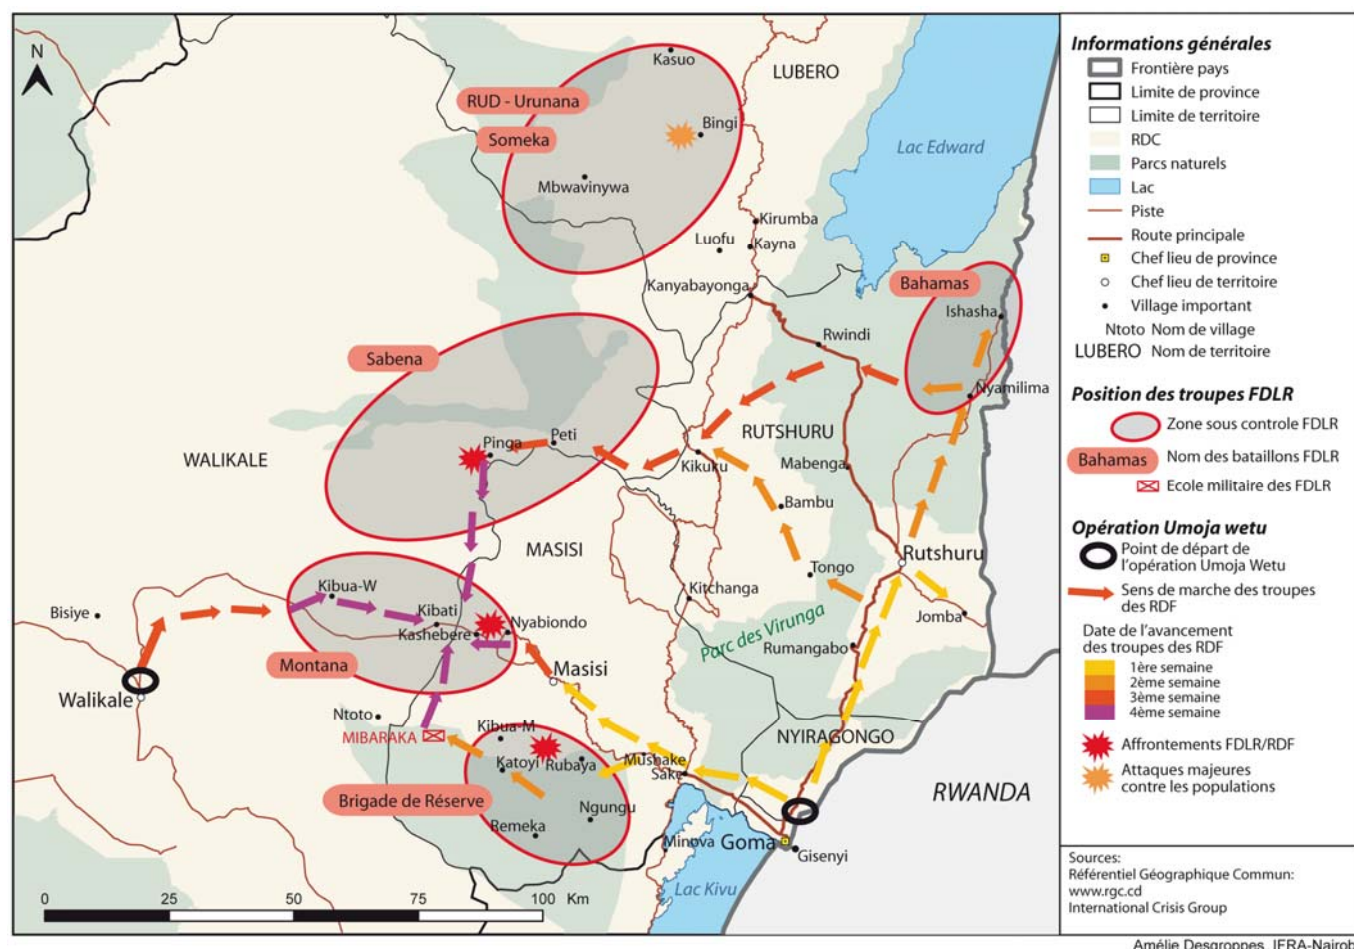 N
Kasuo
LUBERO
RUD - Urunana
Someka
Bingi
Mbwavinywa
Lac Edward
Kirumba
Luofu
Kayna
Kanyabayonga
Bahamas
Ishasha
Rwindi
Sabena
Nyamilima
Pinga
Peti
RUTSHURU
WALIKALE
Kikuku
Mabenga
Bambu
MASISI
Rutshuru
Tongo
Kibua-W
Kitchanga
Bisiye
Kibati
Nyabiondo
Jomba
Kashebere
Parc des Virunga
Rumangabo
Montana
Masisi
Walikale
Ntoto
MIBARAKA
Kibua-M
NYIRAGONGO
Mushake
Katoyi
Rubaya
Sake
RWANDA
Brigade de Réserve
Ngungu
Remeka
Minova
Goma
Gisenyi
Lac Kivu
0 25 50 75 100 Km
Informations générales
Frontière pays
Limite de province
Limite de territoire
RDC
Parcs naturels
Lac
Piste
Route principale
Chef lieu de province
Chef lieu de territoire
Village important
Ntoto Nom de village
LUBERO Nom de territoire
Position des troupes FDLR
Zone sous controle FDLR
Bahamas Nom des bataillons FDLR
Ecole militaire des FDLR
Opération Umoja wetu
Point de départ de
l'opération Umoja Wetu
Sens de marche des troupes
des RDF
Date de l'avancement
des troupes des RDF
1ère semaine
2ème semaine
3ème semaine
4ème semaine
Affrontements FDLR/RDF
Attaques majeures
contre les populations
Sources:
Référentiel Géographique Commun:
www.rgc.cd
International Crisis Group
Amélie Desgroppes, IFRA-Nairob